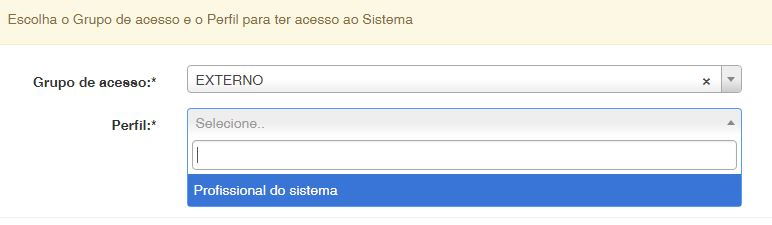 Escolha o Grupo de acesso e o Perfil para ter acesso ao Sistema
Grupo de acesso:* EXTERNO ×
Perfil:* Selecione..
Profissional do sistema